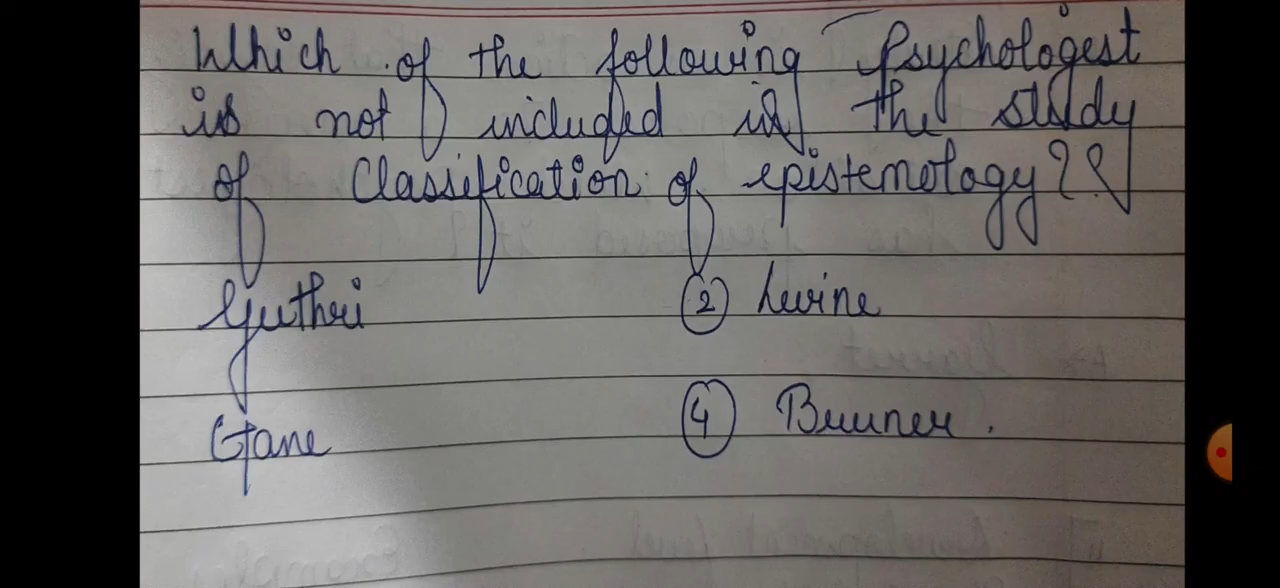 Which of the following Psychologest
is not included in the study
of Classification of epistemology??
Guthri ② Lewine
Gane ④ Bruner.